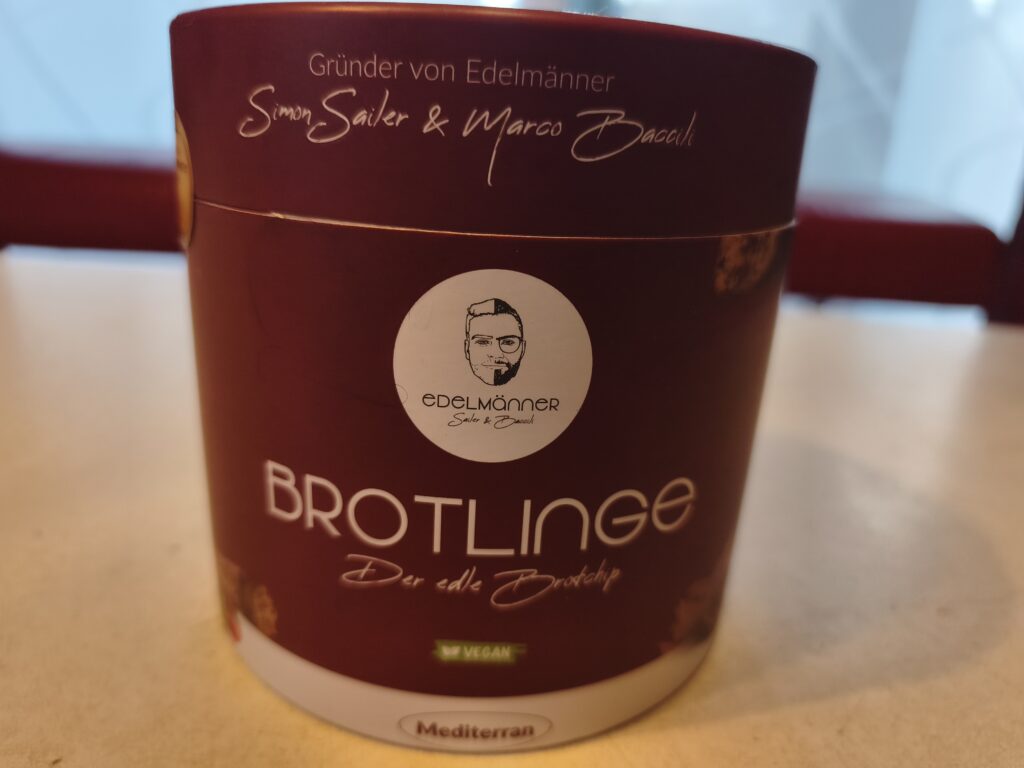 Gründer von Edelmänner
Simon Sailer & Marco Baccili
EDELMÄNNER
Sailer & Baccili
BROTLINGE
Der edle Brotchip
VEGAN
Mediterran